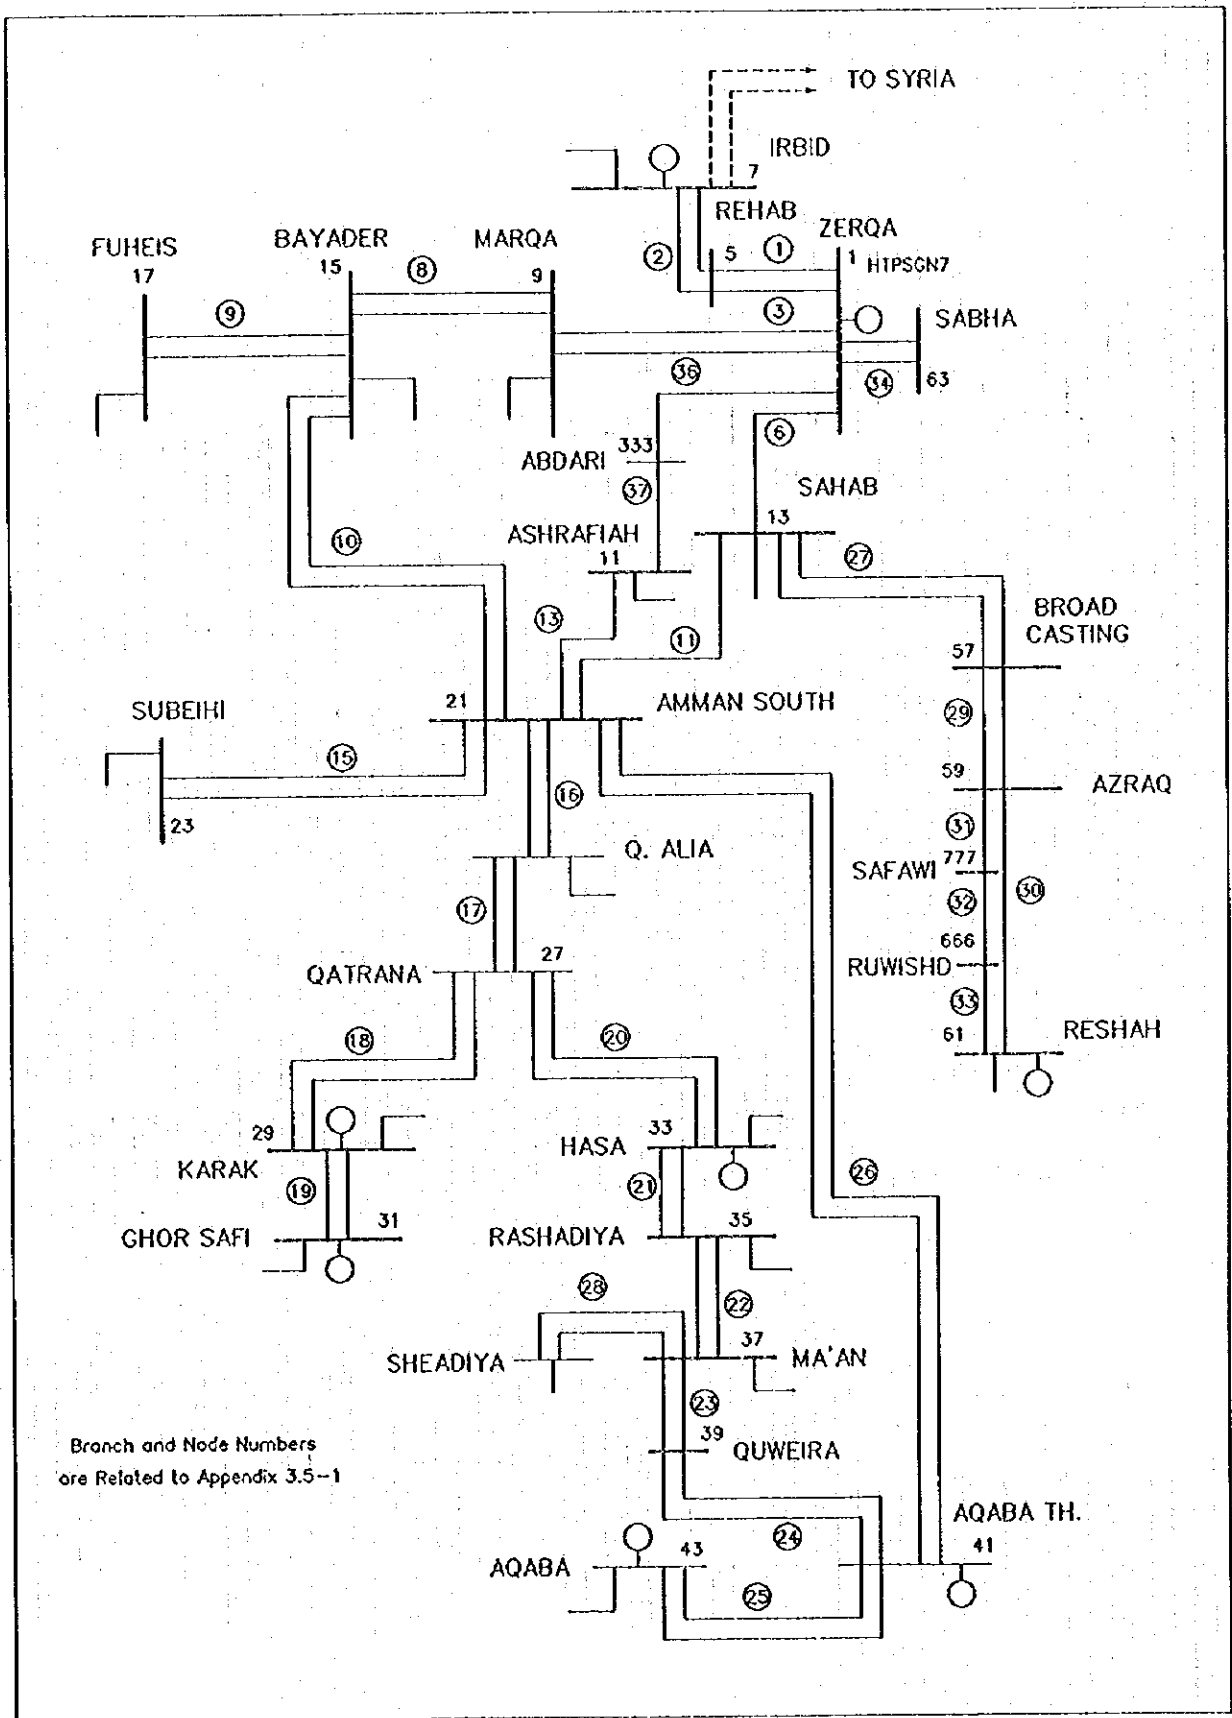 TO SYRIA
IRBID
7
REHAB
ZERQA
FUHEIS
BAYADER
MARQA
5
1
1
HTPSGN7
17
15
8
9
2
9
3
SABHA
36
34
63
6
ABDARI
333
37
SAHAB
13
ASHRAFIAH
11
27
10
13
11
BROAD
CASTING
57
SUBEIHI
21
AMMAN SOUTH
29
15
16
59
AZRAQ
23
31
Q. ALIA
SAFAWI
777
17
32
30
27
666
QATRANA
RUWISHD
33
18
20
61
RESHAH
29
33
HASA
KARAK
26
19
21
31
35
GHOR SAFI
RASHADIYA
28
22
37
SHEADIYA
MA'AN
23
39
QUWEIRA
Branch and Node Numbers
are Related to Appendix 3.5-1
AQABA TH.
24
41
43
AQABA
25